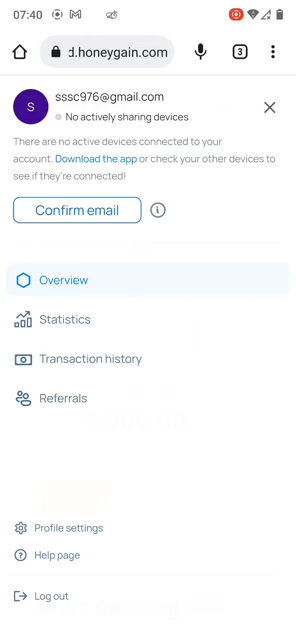 07:40
d.honeygain.com
3
S
sssc976@gmail.com
No actively sharing devices
There are no active devices connected to your
account. Download the app or check your other devices to
see if they're connected!
Confirm email
Overview
Statistics
Transaction history
Referrals
Profile settings
Help page
Log out